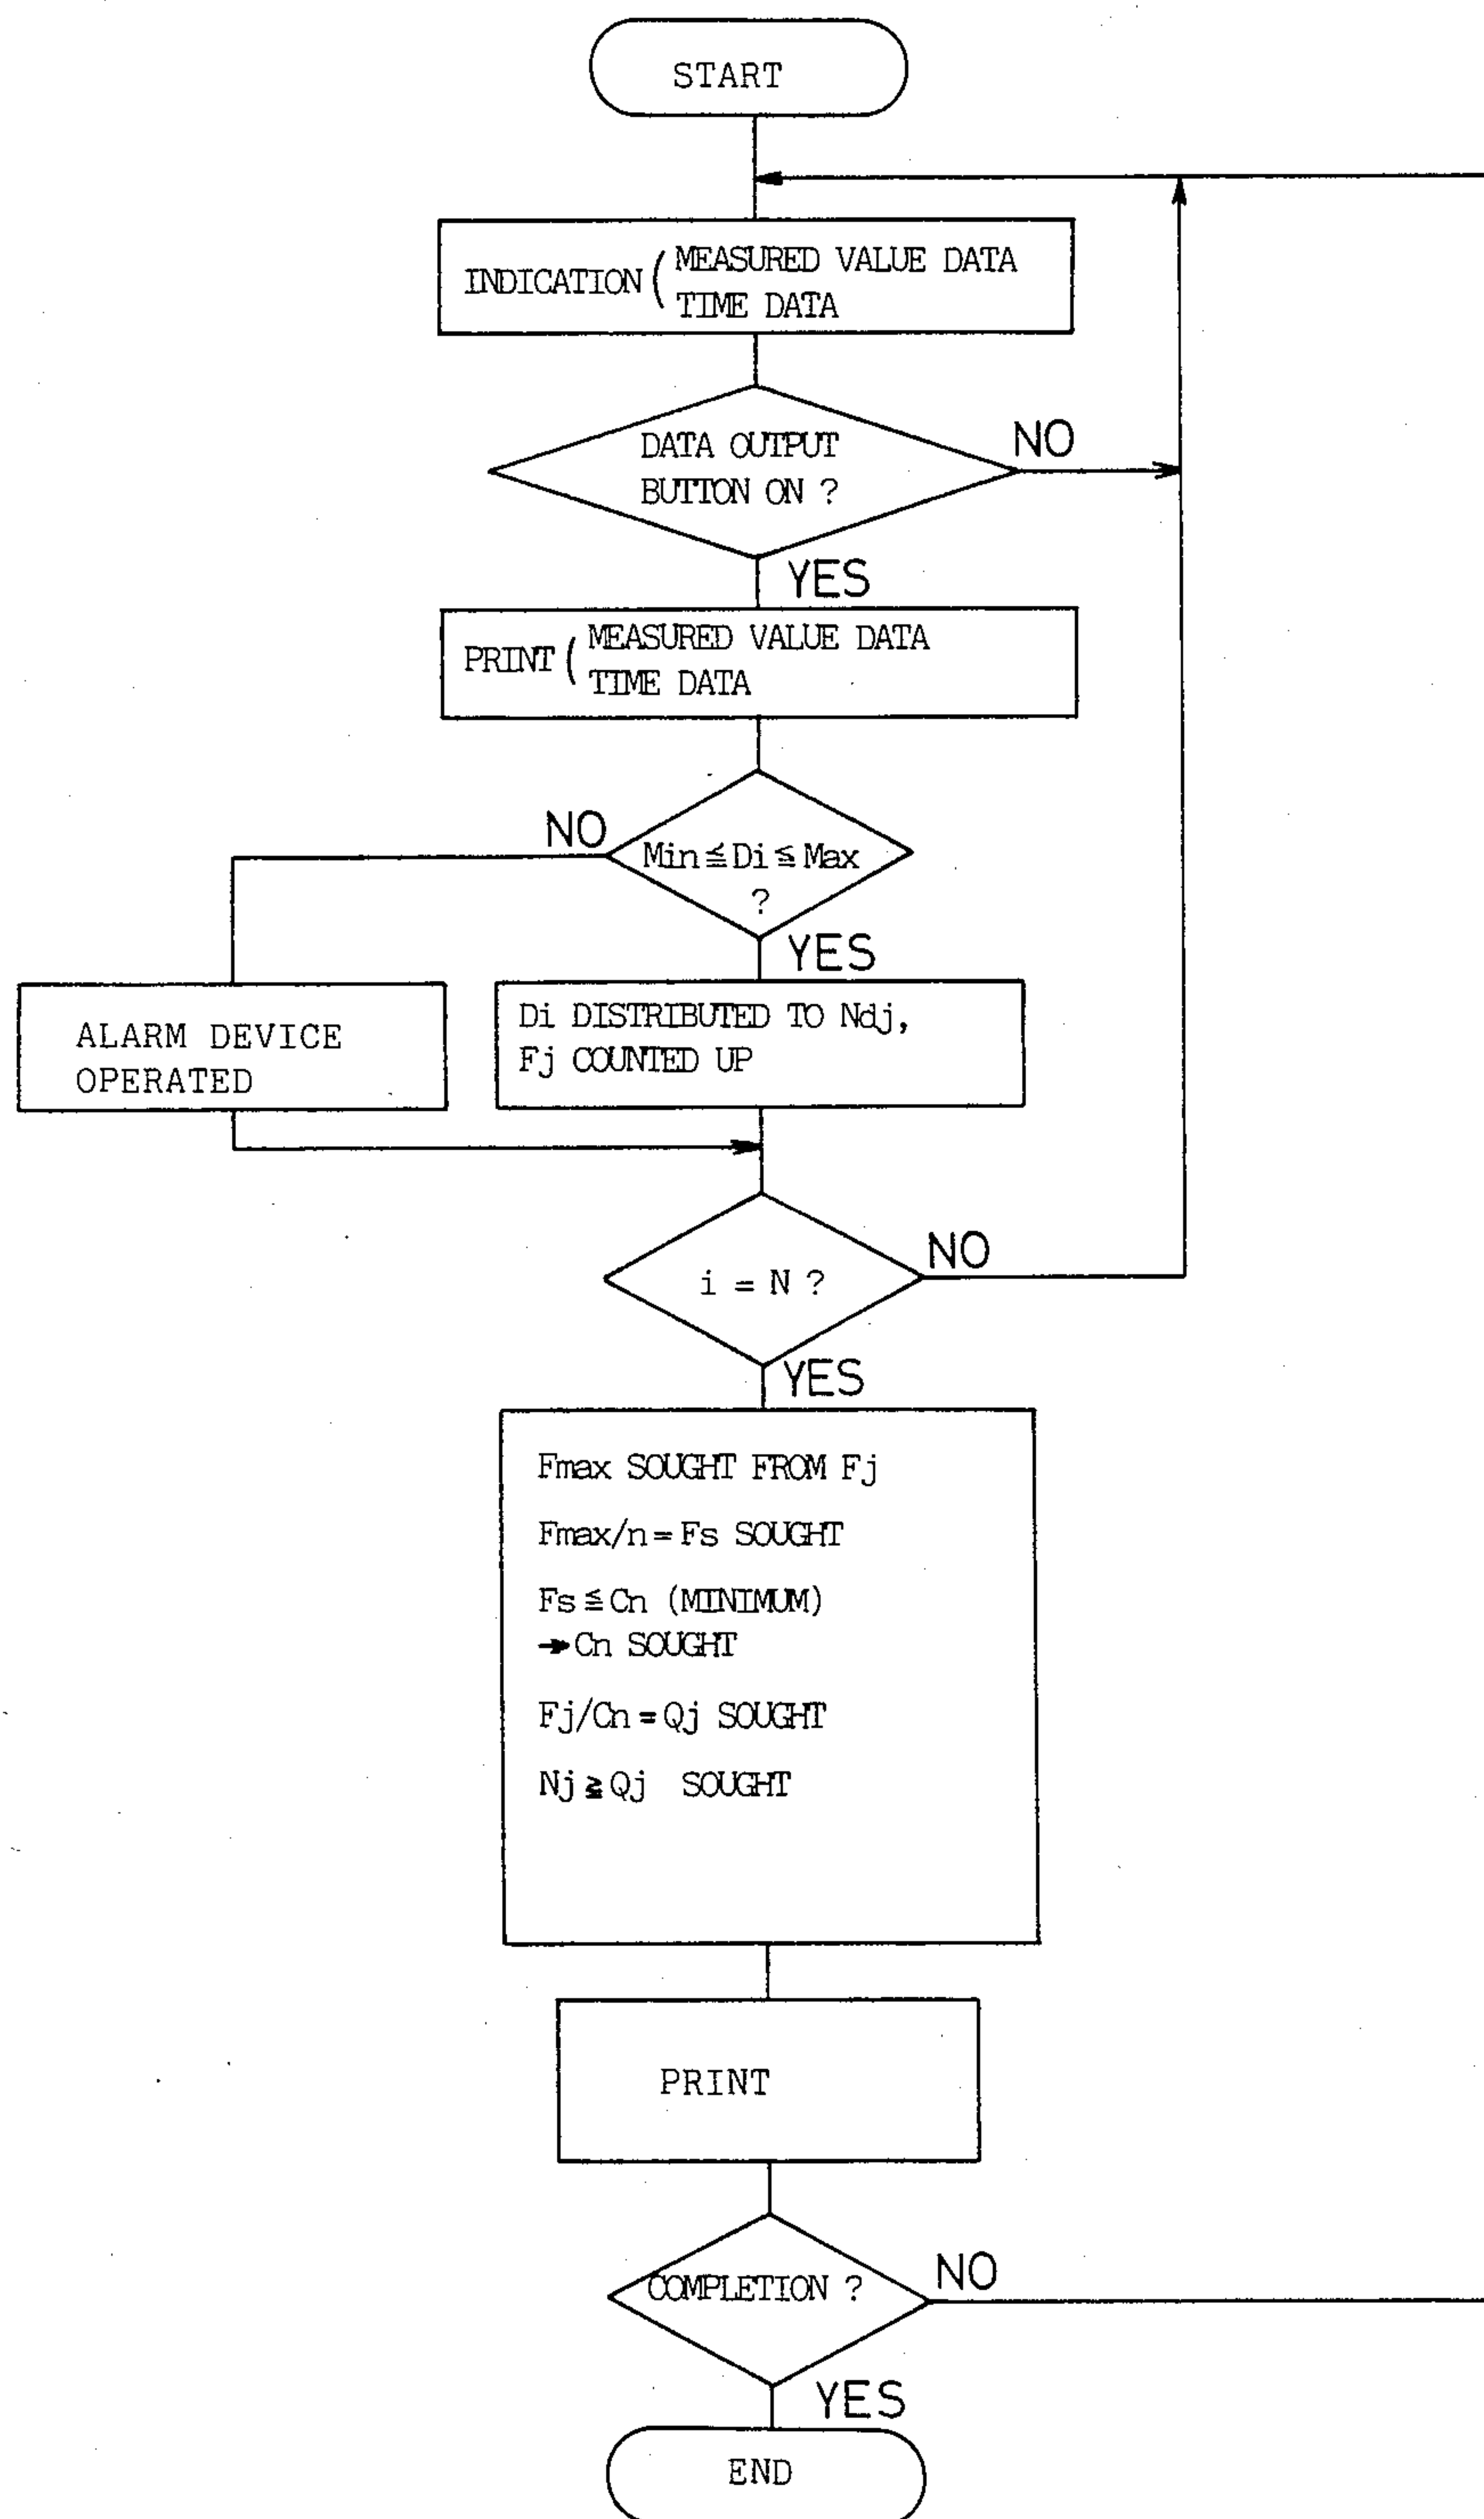 START
INDICATION ( MEASURED VALUE DATA
TIME DATA
DATA OUTPUT
BUTTON ON ?
NO
YES
PRINT ( MEASURED VALUE DATA
TIME DATA
NO
Min ≦ Di ≦ Max
?
YES
ALARM DEVICE
OPERATED
Di DISTRIBUTED TO Ndj,
Fj COUNTED UP
i = N ?
NO
YES
Fmax SOUGHT FROM Fj
Fmax/n = Fs SOUGHT
Fs ≦ Cn (MINIMUM)
→ Cn SOUGHT
Fj/Cn = Qj SOUGHT
Nj ≧ Qj SOUGHT
PRINT
COMPLETION ?
NO
YES
END